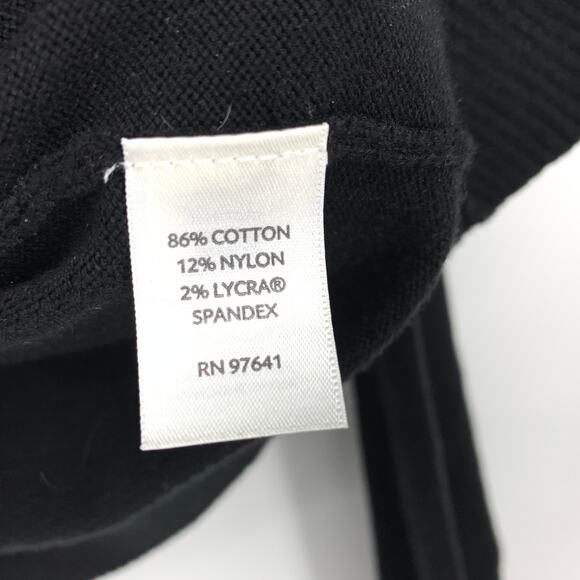 86% COTTON
12% NYLON
2% LYCRA®
SPANDEX
RN 97641